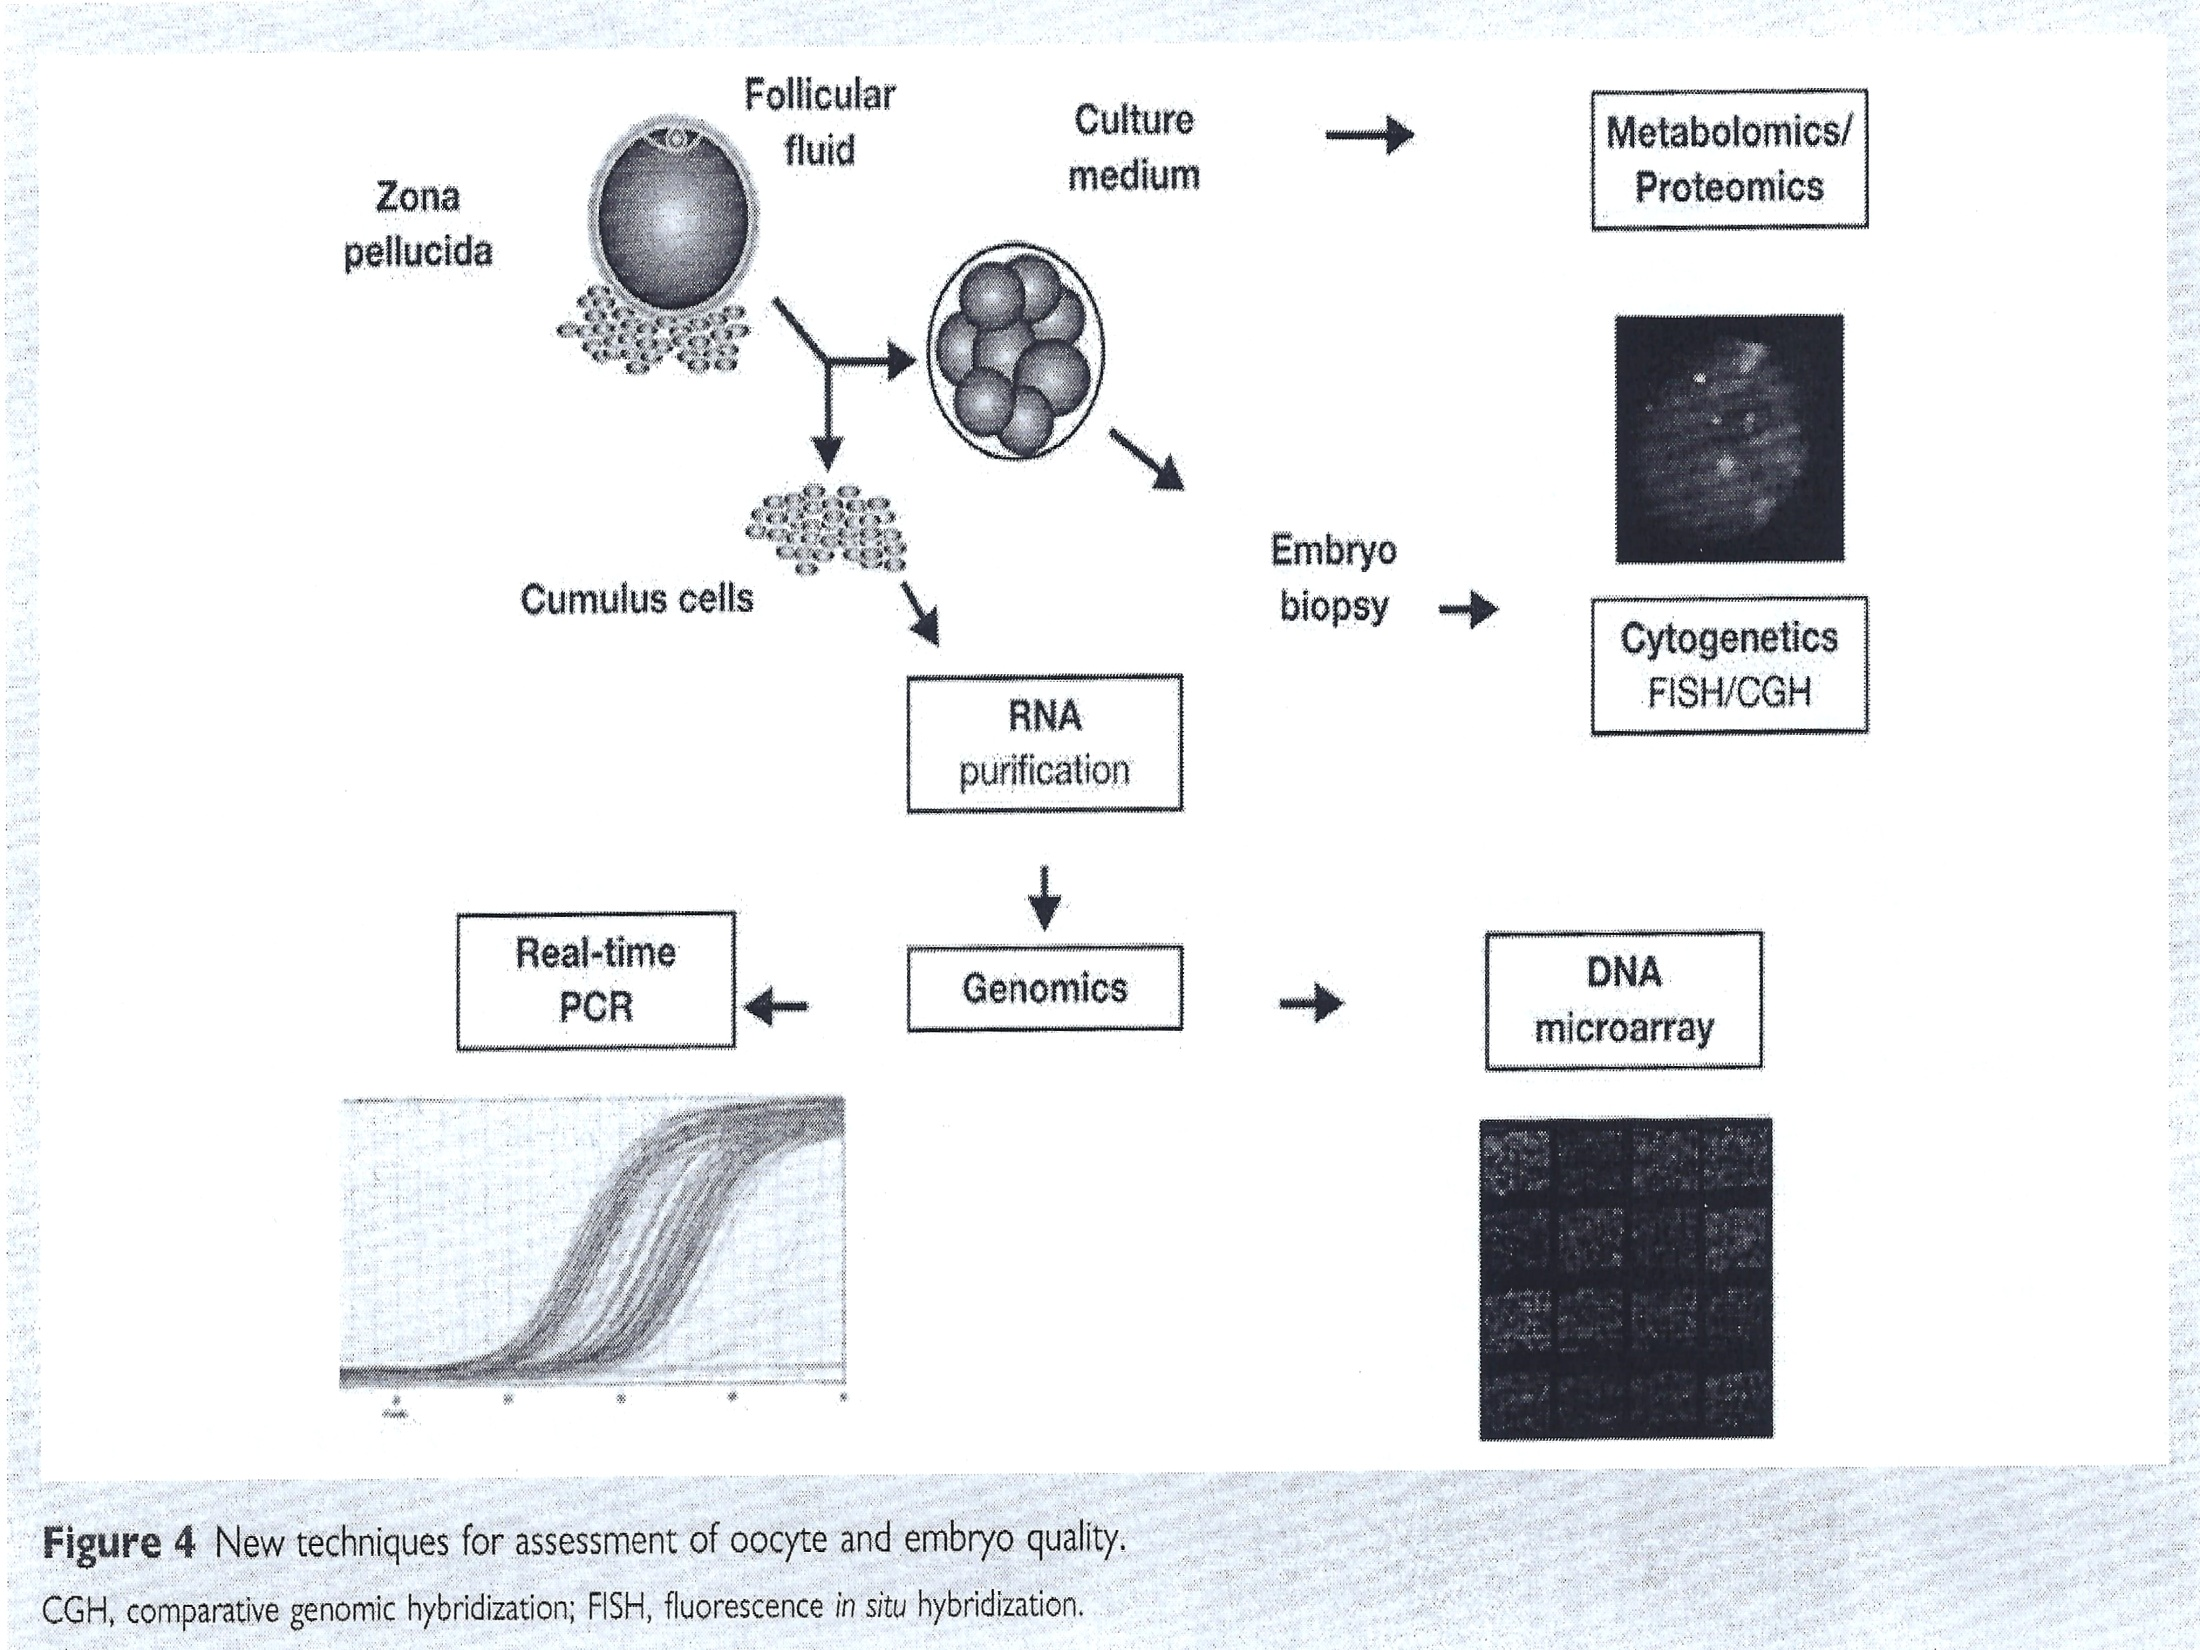 Follicular
fluid
Culture
medium
Metabolomics/
Proteomics
Zona
pellucida
Embryo
biopsy
Cytogenetics
FISH/CGH
Cumulus cells
RNA
purification
Real-time
PCR
Genomics
DNA
microarray
Figure 4 New techniques for assessment of oocyte and embryo quality.
CGH, comparative genomic hybridization; FISH, fluorescence in situ hybridization.